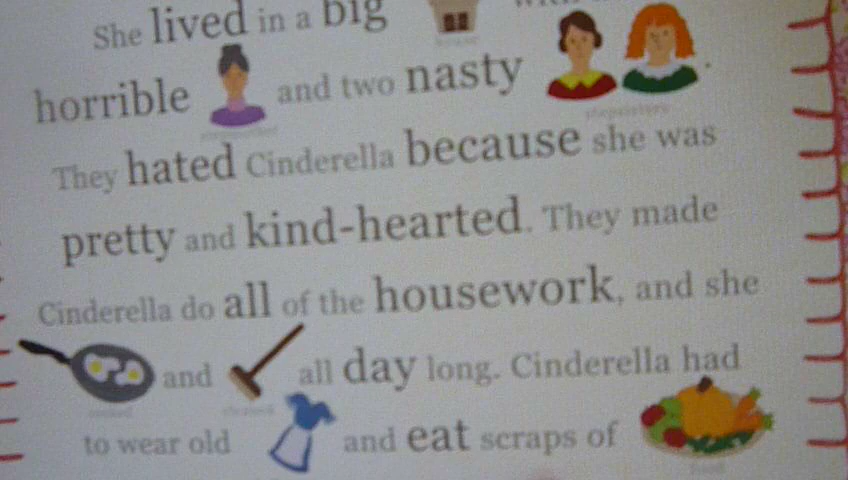 She lived in a big
horrible and two nasty .
They hated Cinderella because she was
pretty and kind-hearted. They made
Cinderella do all of the housework, and she
and all day long. Cinderella had
to wear old and eat scraps of